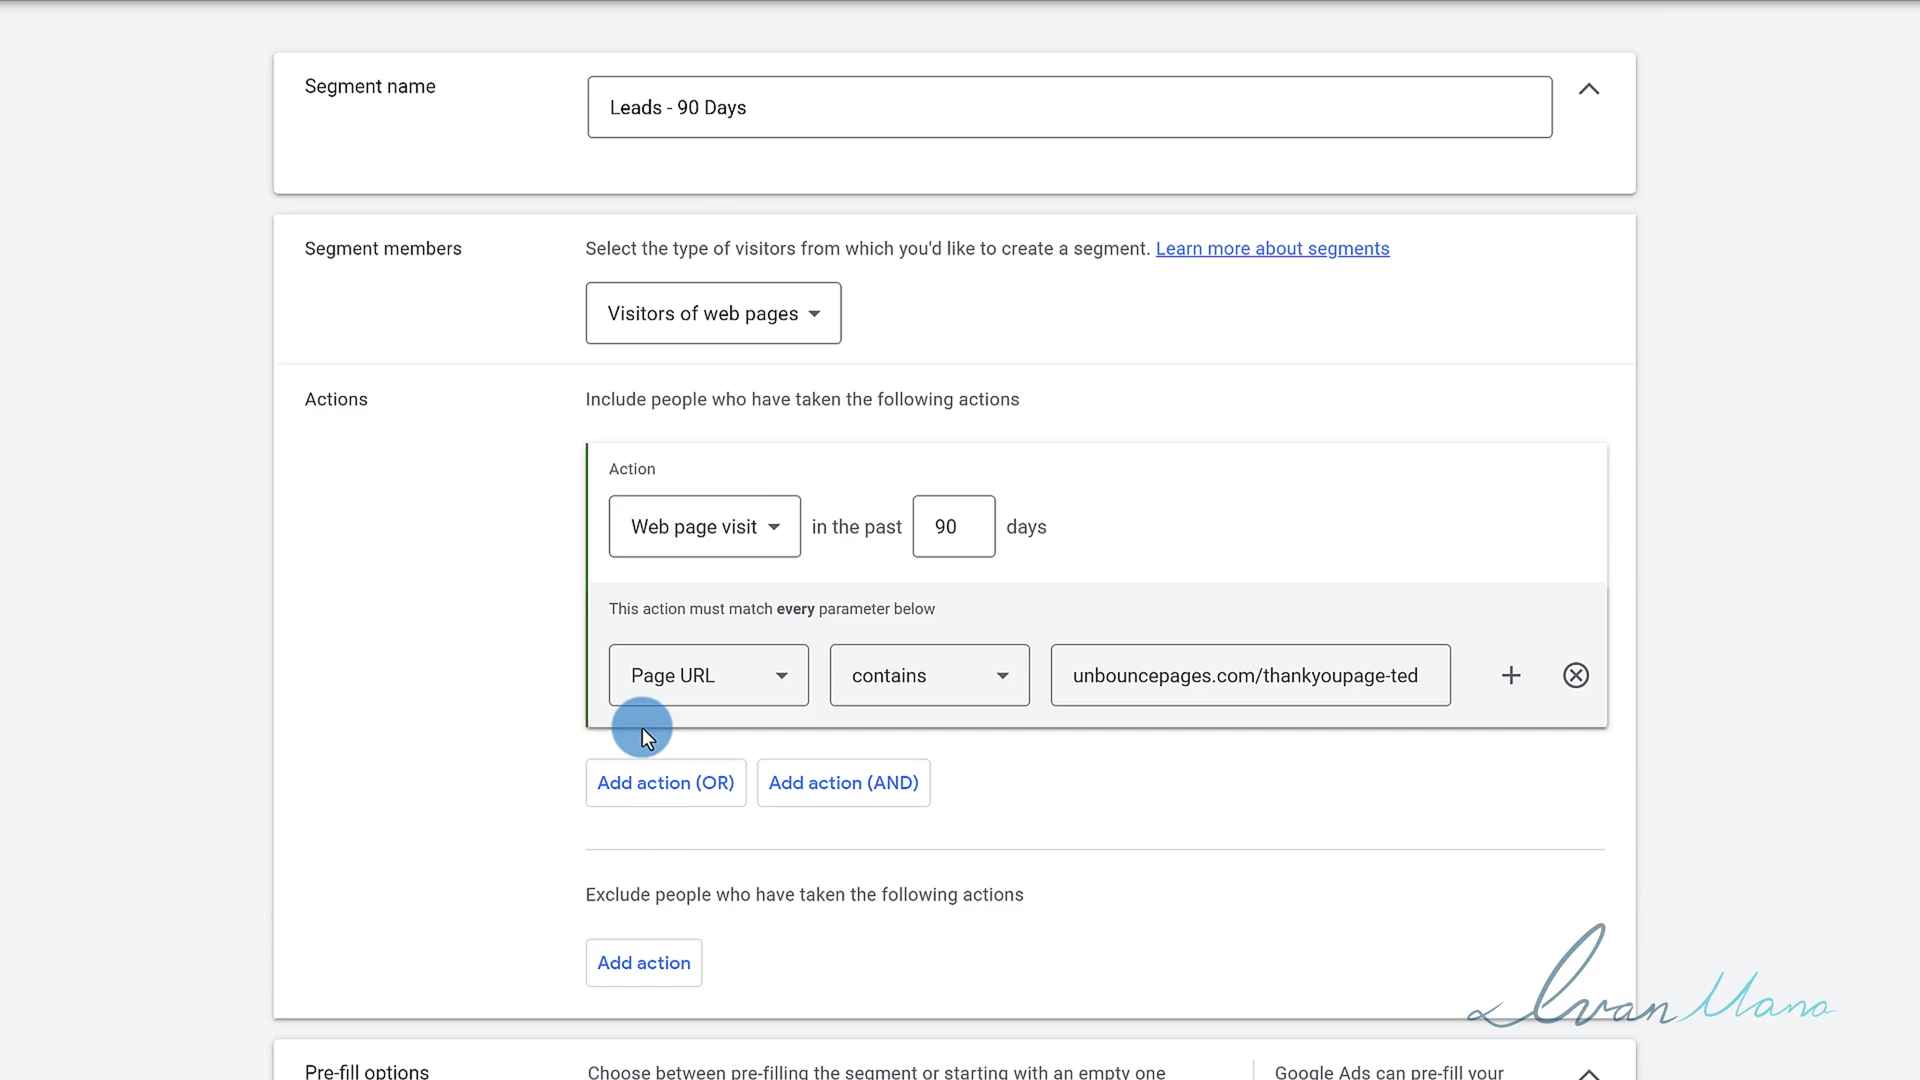 Segment name
Leads - 90 Days
Segment members
Select the type of visitors from which you'd like to create a segment. Learn more about segments
Visitors of web pages
Actions
Include people who have taken the following actions
Action
Web page visit in the past 90 days
This action must match every parameter below
Page URL contains unbouncepages.com/thankyoupage-ted
Add action (OR) Add action (AND)
Exclude people who have taken the following actions
Add action
Ivan Mana
Pre-fill options Choose between pre-filling the segment or starting with an empty one Google Ads can pre-fill your